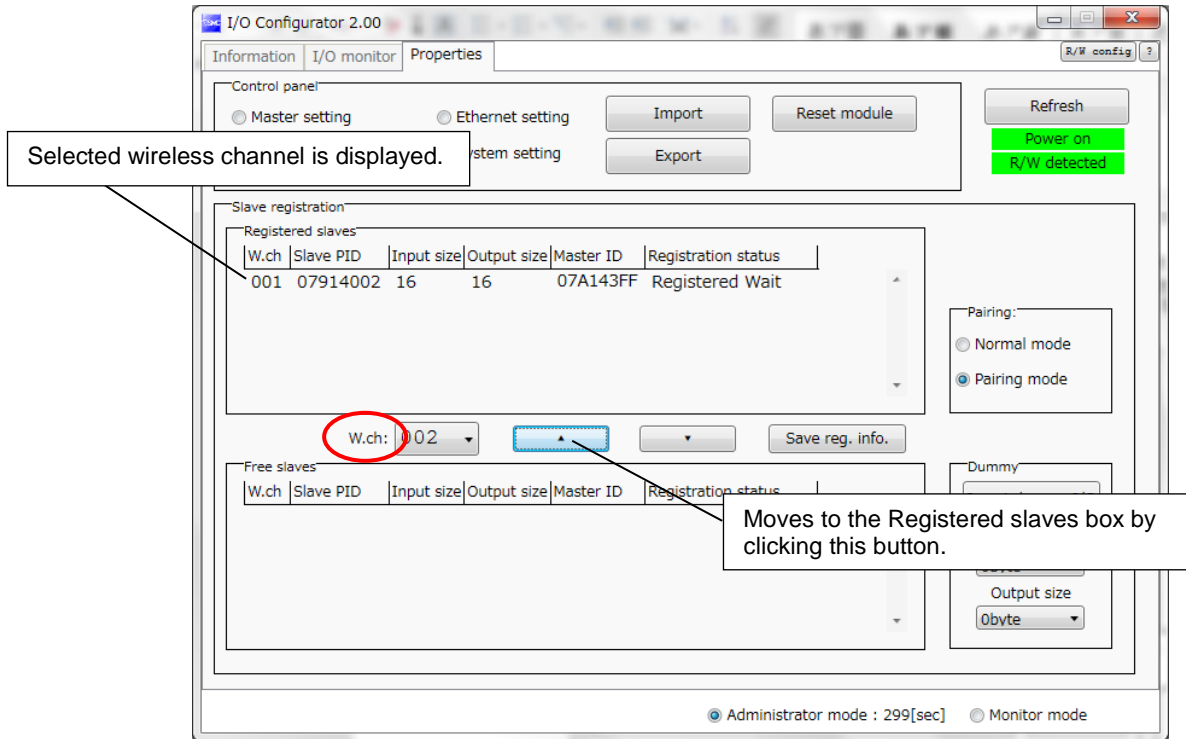 I/O Configurator 2.00
Information I/O monitor Properties R/W config ?
Control panel
Master setting Ethernet setting Import Reset module Refresh
Power on
Selected wireless channel is displayed. ystem setting Export R/W detected
Slave registration
Registered slaves
W.ch Slave PID Input size Output size Master ID Registration status
001 07914002 16 16 07A143FF Registered Wait
Pairing:
Normal mode
Pairing mode
W.ch: 002 Save reg. info.
Free slaves Dummy
W.ch Slave PID Input size Output size Master ID Registration status
Moves to the Registered slaves box by
clicking this button.
Output size
0byte
Administrator mode : 299[sec] Monitor mode